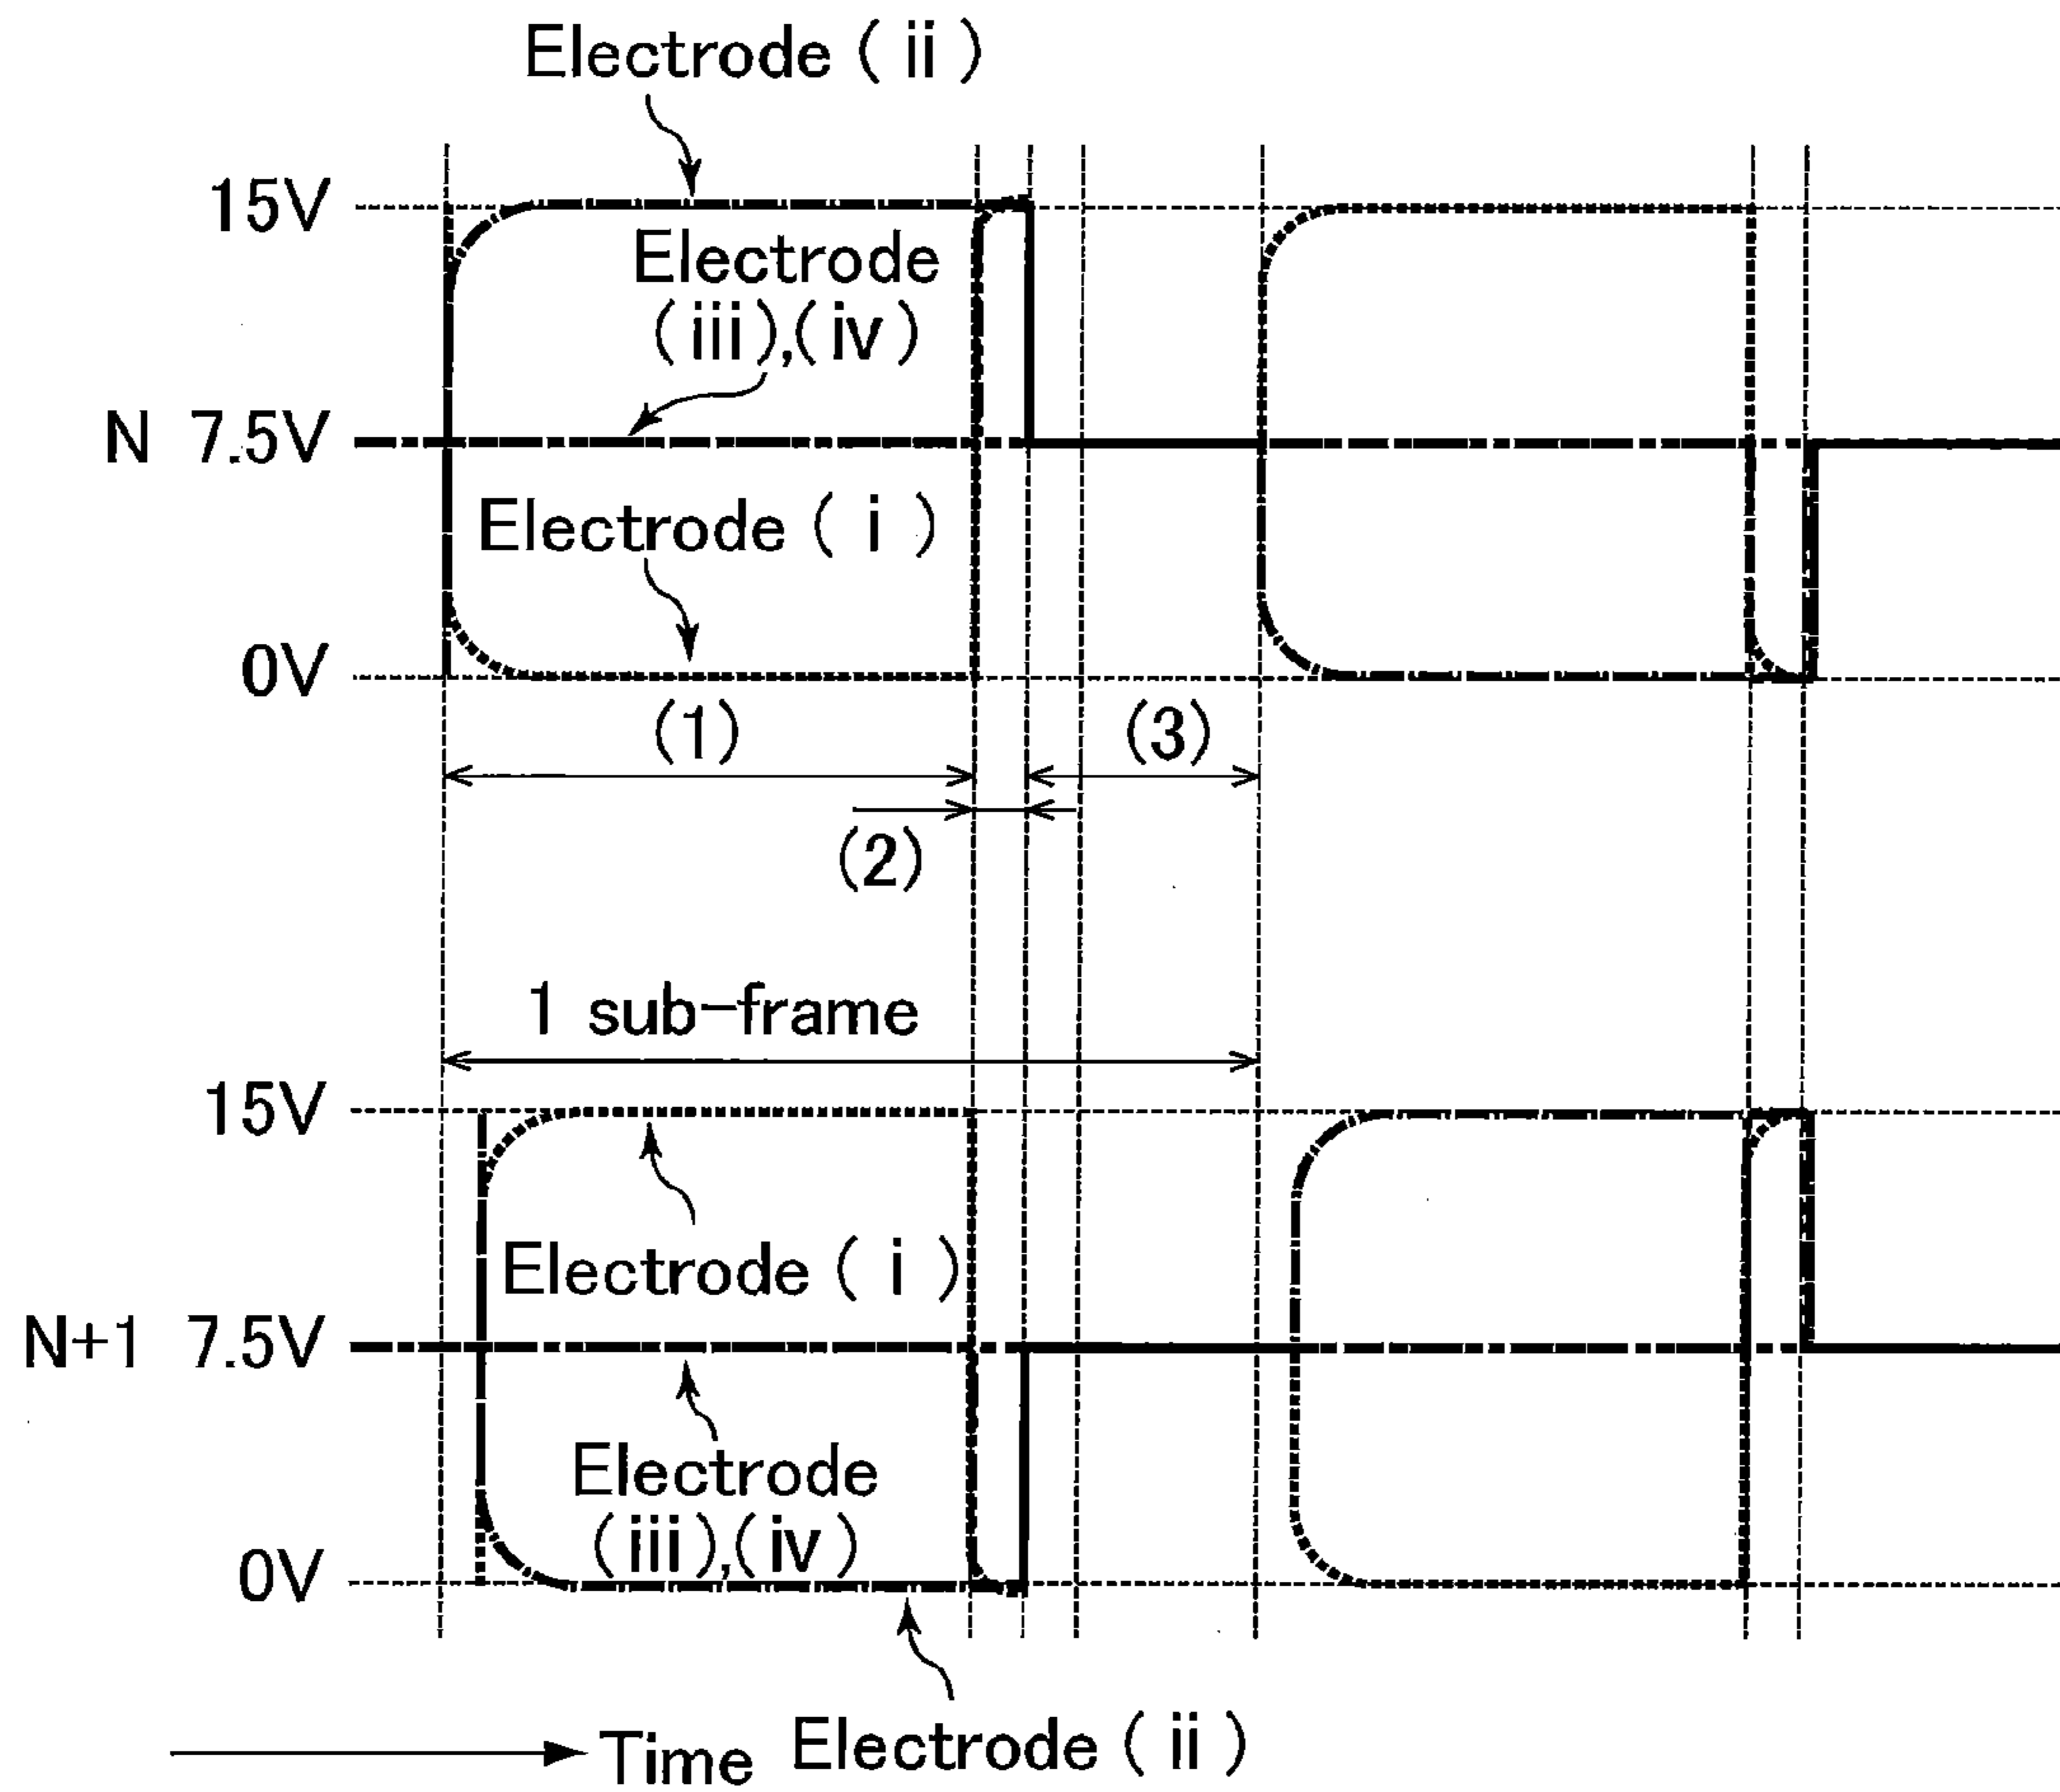 Electrode ( ii )
15V
Electrode
(iii),(iv)
N 7.5V
Electrode ( i )
0V
(1)
(3)
(2)
1 sub-frame
15V
Electrode ( i )
N+1 7.5V
Electrode
(iii),(iv)
0V
Time
Electrode ( ii )